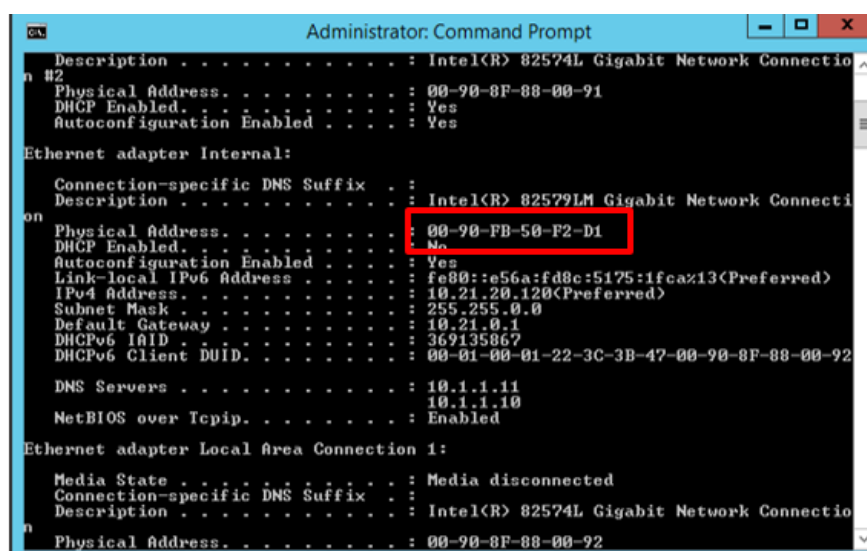 Administrator: Command Prompt
Description . . . . . . . . . . . : Intel(R) 82574L Gigabit Network Connectio
n #2
Physical Address. . . . . . . . . : 00-90-8F-88-00-91
DHCP Enabled. . . . . . . . . . . : Yes
Autoconfiguration Enabled . . . . : Yes
Ethernet adapter Internal:
Connection-specific DNS Suffix  . :
Description . . . . . . . . . . . : Intel(R) 82579LM Gigabit Network Connecti
on
Physical Address. . . . . . . . . : 00-90-FB-50-F2-D1
DHCP Enabled. . . . . . . . . . . : No
Autoconfiguration Enabled . . . . : Yes
Link-local IPv6 Address . . . . . : fe80::e56a:fd8c:5175:1fca%13(Preferred)
IPv4 Address. . . . . . . . . . . : 10.21.20.120(Preferred)
Subnet Mask . . . . . . . . . . . : 255.255.0.0
Default Gateway . . . . . . . . . : 10.21.0.1
DHCPv6 IAID . . . . . . . . . . . : 369135867
DHCPv6 Client DUID. . . . . . . . : 00-01-00-01-22-3C-3B-47-00-90-8F-88-00-92
DNS Servers . . . . . . . . . . . : 10.1.1.11
10.1.1.10
NetBIOS over Tcpip. . . . . . . . : Enabled
Ethernet adapter Local Area Connection 1:
Media State . . . . . . . . . . . : Media disconnected
Connection-specific DNS Suffix  . :
Description . . . . . . . . . . . : Intel(R) 82574L Gigabit Network Connectio
n
Physical Address. . . . . . . . . : 00-90-8F-88-00-92